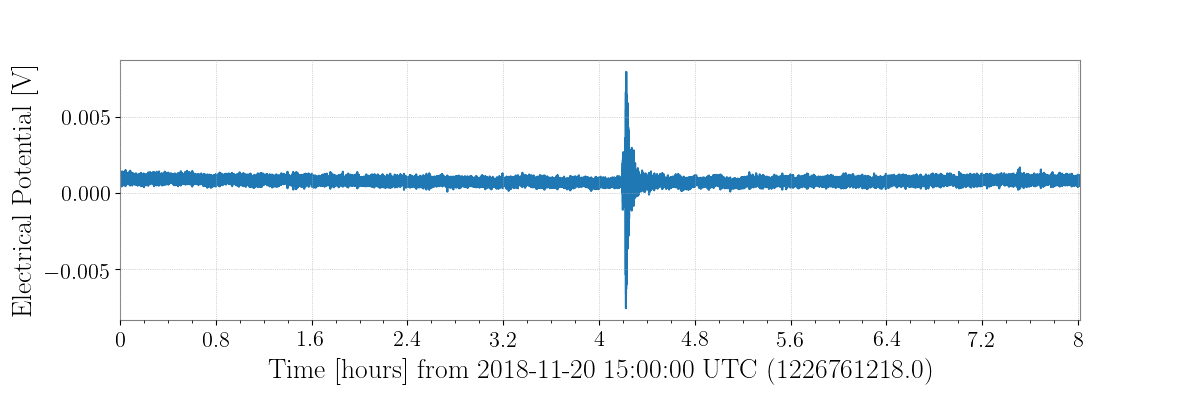 Electrical Potential [V]
0.005
0.000
−0.005
0 0.8 1.6 2.4 3.2 4 4.8 5.6 6.4 7.2 8
Time [hours] from 2018-11-20 15:00:00 UTC (1226761218.0)